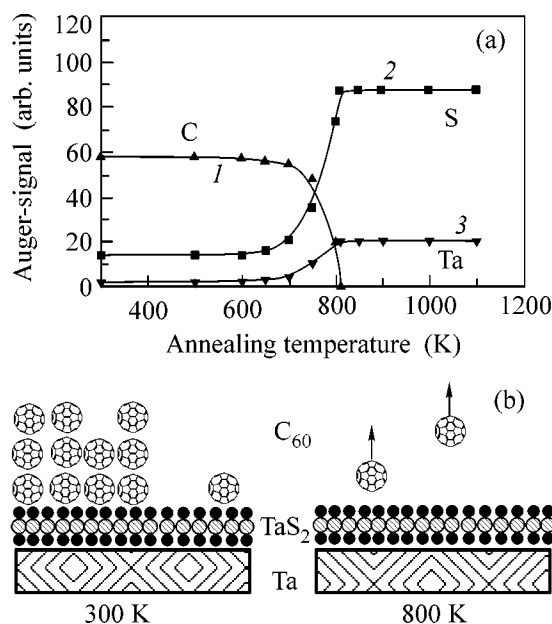 (a)
Auger-signal (arb. units)
120
100
80
60
40
20
0
C
1
2
S
3
Ta
400 600 800 1000 1200
Annealing temperature (K)
(b)
C₆₀
TaS₂
Ta
300 K 800 K